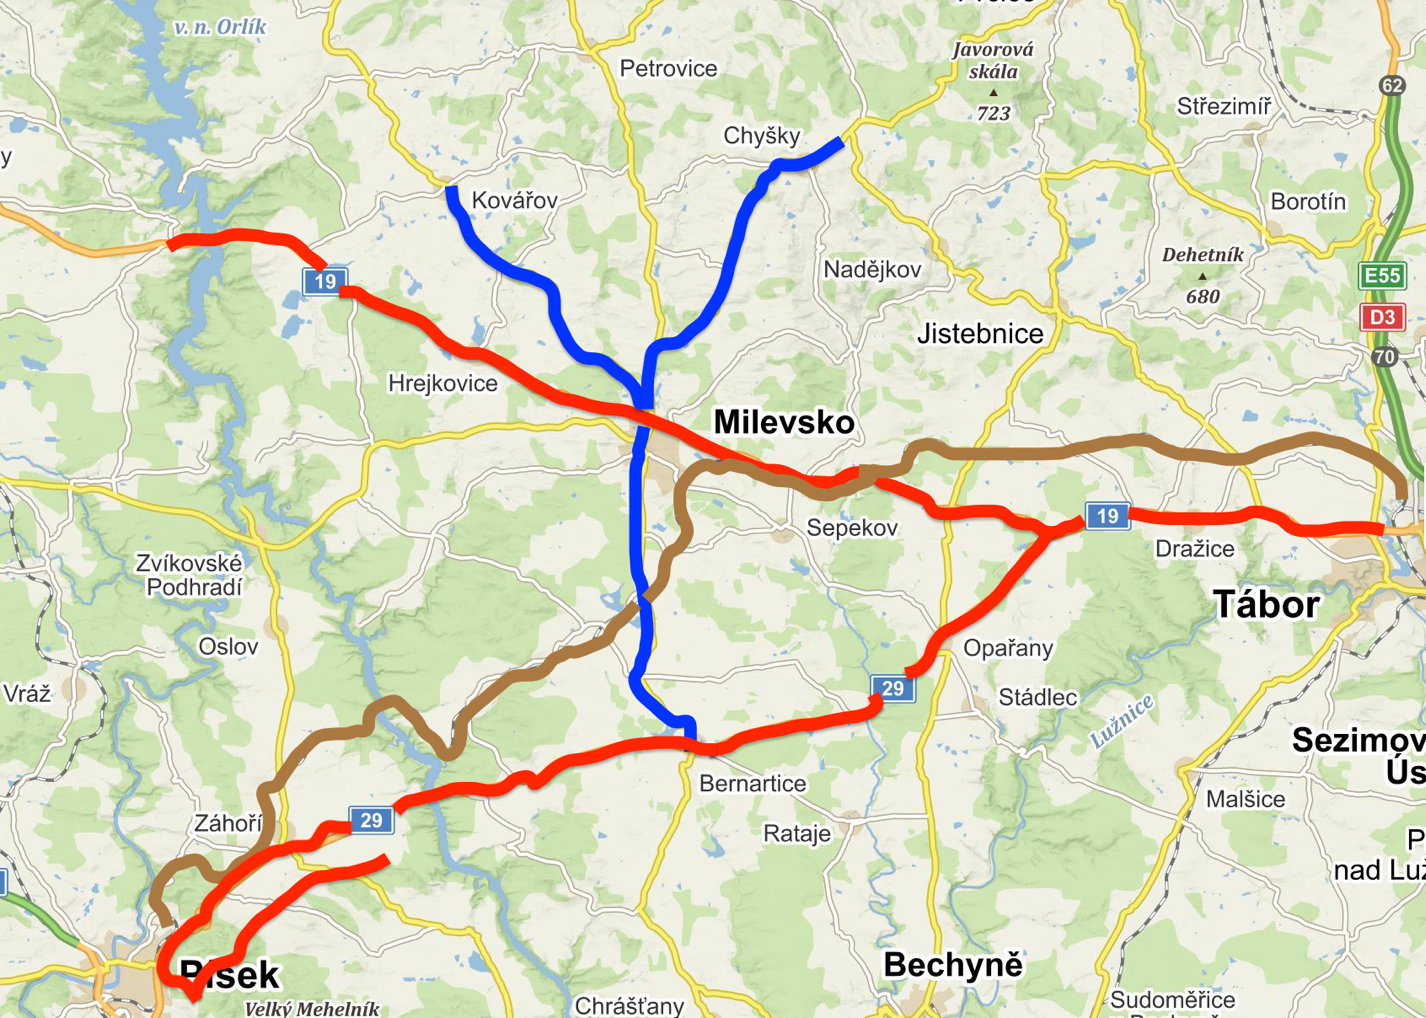 v. n. Orlík
Petrovice
Javorová
skála
723
62
Střezimíř
Chyšky
y
Kovářov
Borotín
Dehetník
680
Nadějkov
E55
19
D3
Jistebnice
70
Hrejkovice
Milevsko
19
Sepekov
Dražice
Zvíkovské
Podhradí
Tábor
Oslov
Opařany
29
Vráž
Stádlec
Lužnice
Sezimov
Ús
Bernartice
Malšice
29
Záhoří
Rataje
P
nad Luž
Písek
Bechyně
Velký Mehelník
Chrášťany
Sudoměřice